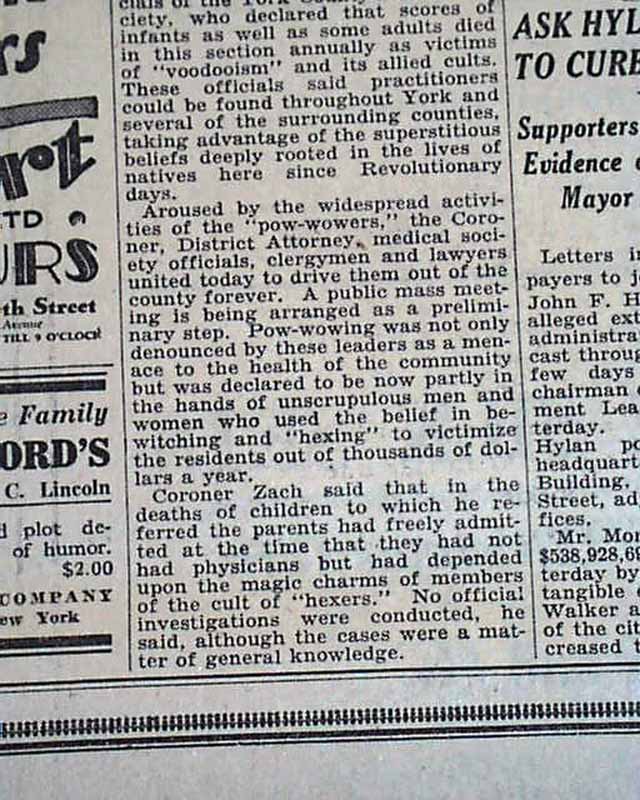 rs
art
LTD
URS
th Street
Avenue
TILL 9 O'CLOCK
e Family
ORD'S
C. Lincoln
d plot de-
of humor.
$2.00
COMPANY
ew York
cials of the York County
ciety, who declared that scores of
infants as well as some adults died
in this section annually as victims
of "voodooism" and its allied cults.
These officials said practitioners
could be found throughout York and
several of the surrounding counties,
taking advantage of the superstitious
beliefs deeply rooted in the lives of
natives here since Revolutionary
days.
Aroused by the widespread activi-
ties of the "pow-wowers," the Coro-
ner, District Attorney, medical soci-
ety officials, clergymen and lawyers
united today to drive them out of the
county forever. A public mass meet-
ing is being arranged as a prelimi-
nary step. Pow-wowing was not only
denounced by these leaders as a men-
ace to the health of the community
but was declared to be now partly in
the hands of unscrupulous men and
women who used the belief in be-
witching and "hexing" to victimize
the residents out of thousands of dol-
lars a year.
Coroner Zach said that in the
deaths of children to which he re-
ferred the parents had freely admit-
ted at the time that they had not
had physicians but had depended
upon the magic charms of members
of the cult of "hexers." No official
investigations were conducted, he
said, although the cases were a mat-
ter of general knowledge.
ASK HYL
TO CURE
Supporters
Evidence
Mayor
Letters i
payers to j
John F. H
alleged ext
administra
cast throug
few days
chairman
ment Lea
terday.
Hylan po
headquart
Building,
Street, ad
fices.
Mr. Mor
$538,928,69
terday by
tangible
Walker a
of the cit
creased t